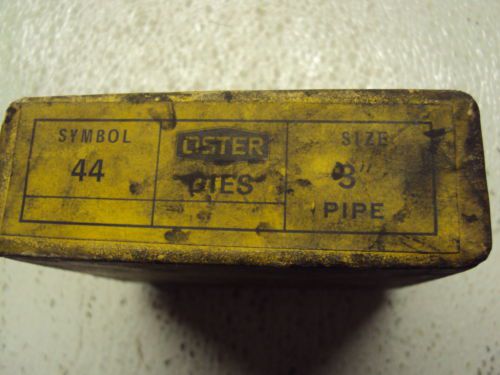 SYMBOL
44
OSTER
DIES
SIZE
3"
PIPE